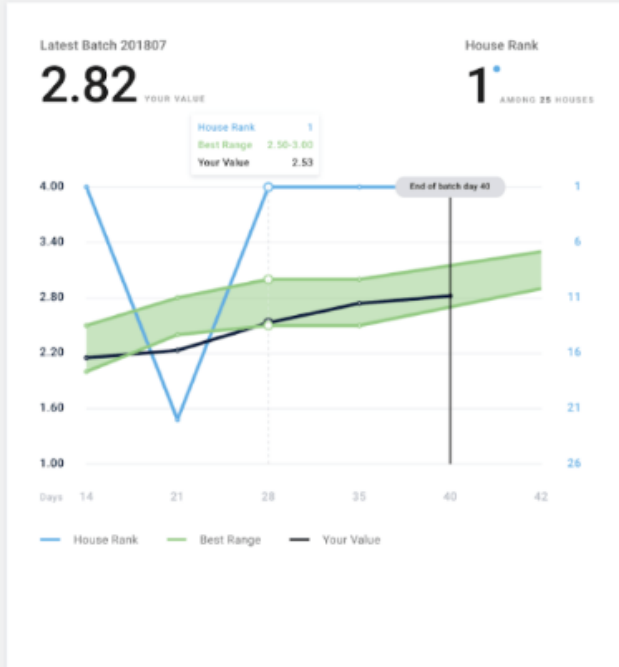 Latest Batch 201807
House Rank
2.82 YOUR VALUE
1 AMONG 25 HOUSES
House Rank 1
Best Range 2.50-3.00
Your Value 2.53
End of batch day 40
4.00 1
3.40 6
2.80 11
2.20 16
1.60 21
1.00 26
Days 14 21 28 35 40 42
House Rank Best Range Your Value